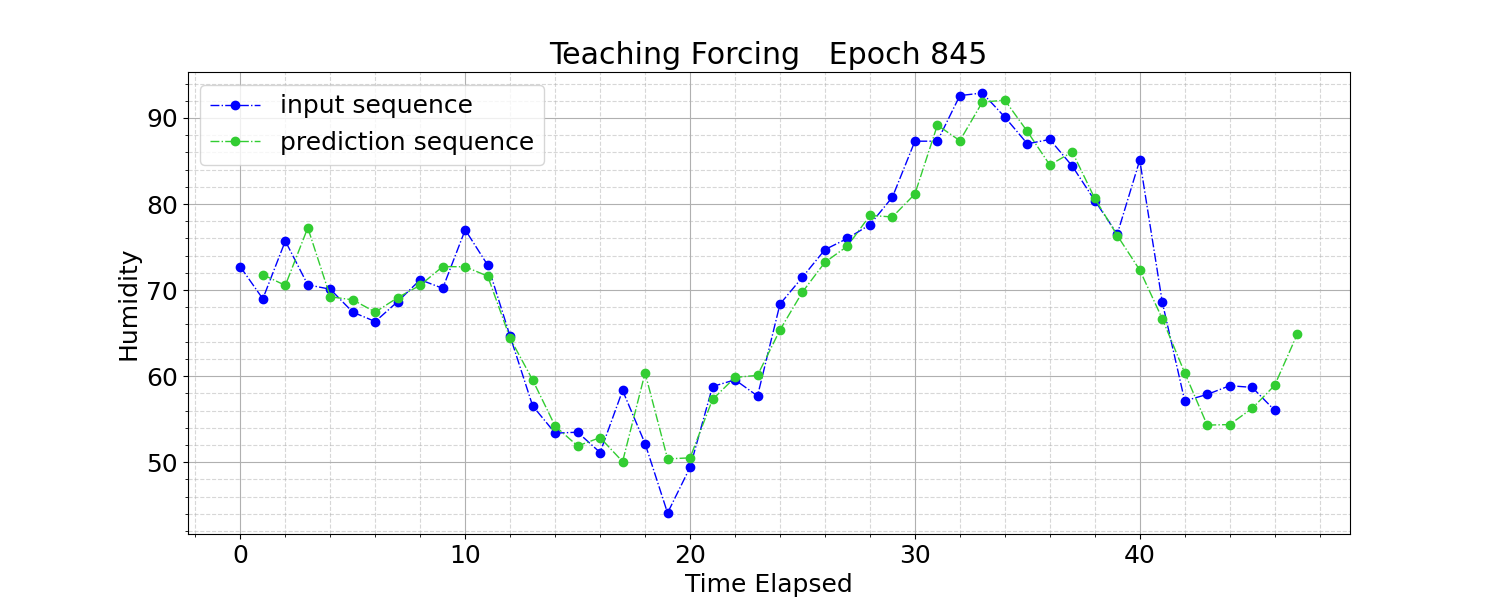 Teaching Forcing   Epoch 845
input sequence
prediction sequence
Humidity
90
80
70
60
50
0 10 20 30 40
Time Elapsed